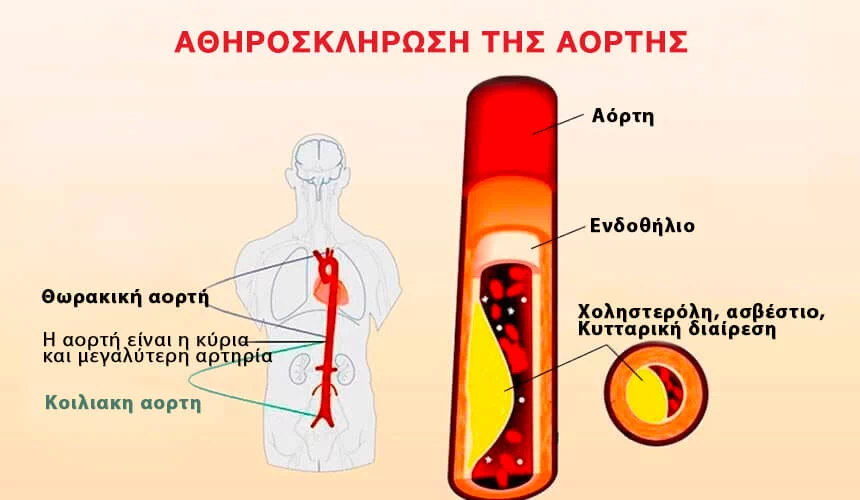 ΑΘΗΡΟΣΚΛΗΡΩΣΗ ΤΗΣ ΑΟΡΤΗΣ
Αόρτη
Ενδοθήλιο
Χοληστερόλη, ασβέστιο,
Κυτταρική διαίρεση
Θωρακική αορτή
Η αορτή είναι η κύρια
και μεγαλύτερη αρτηρία
Κοιλιακη αορτη